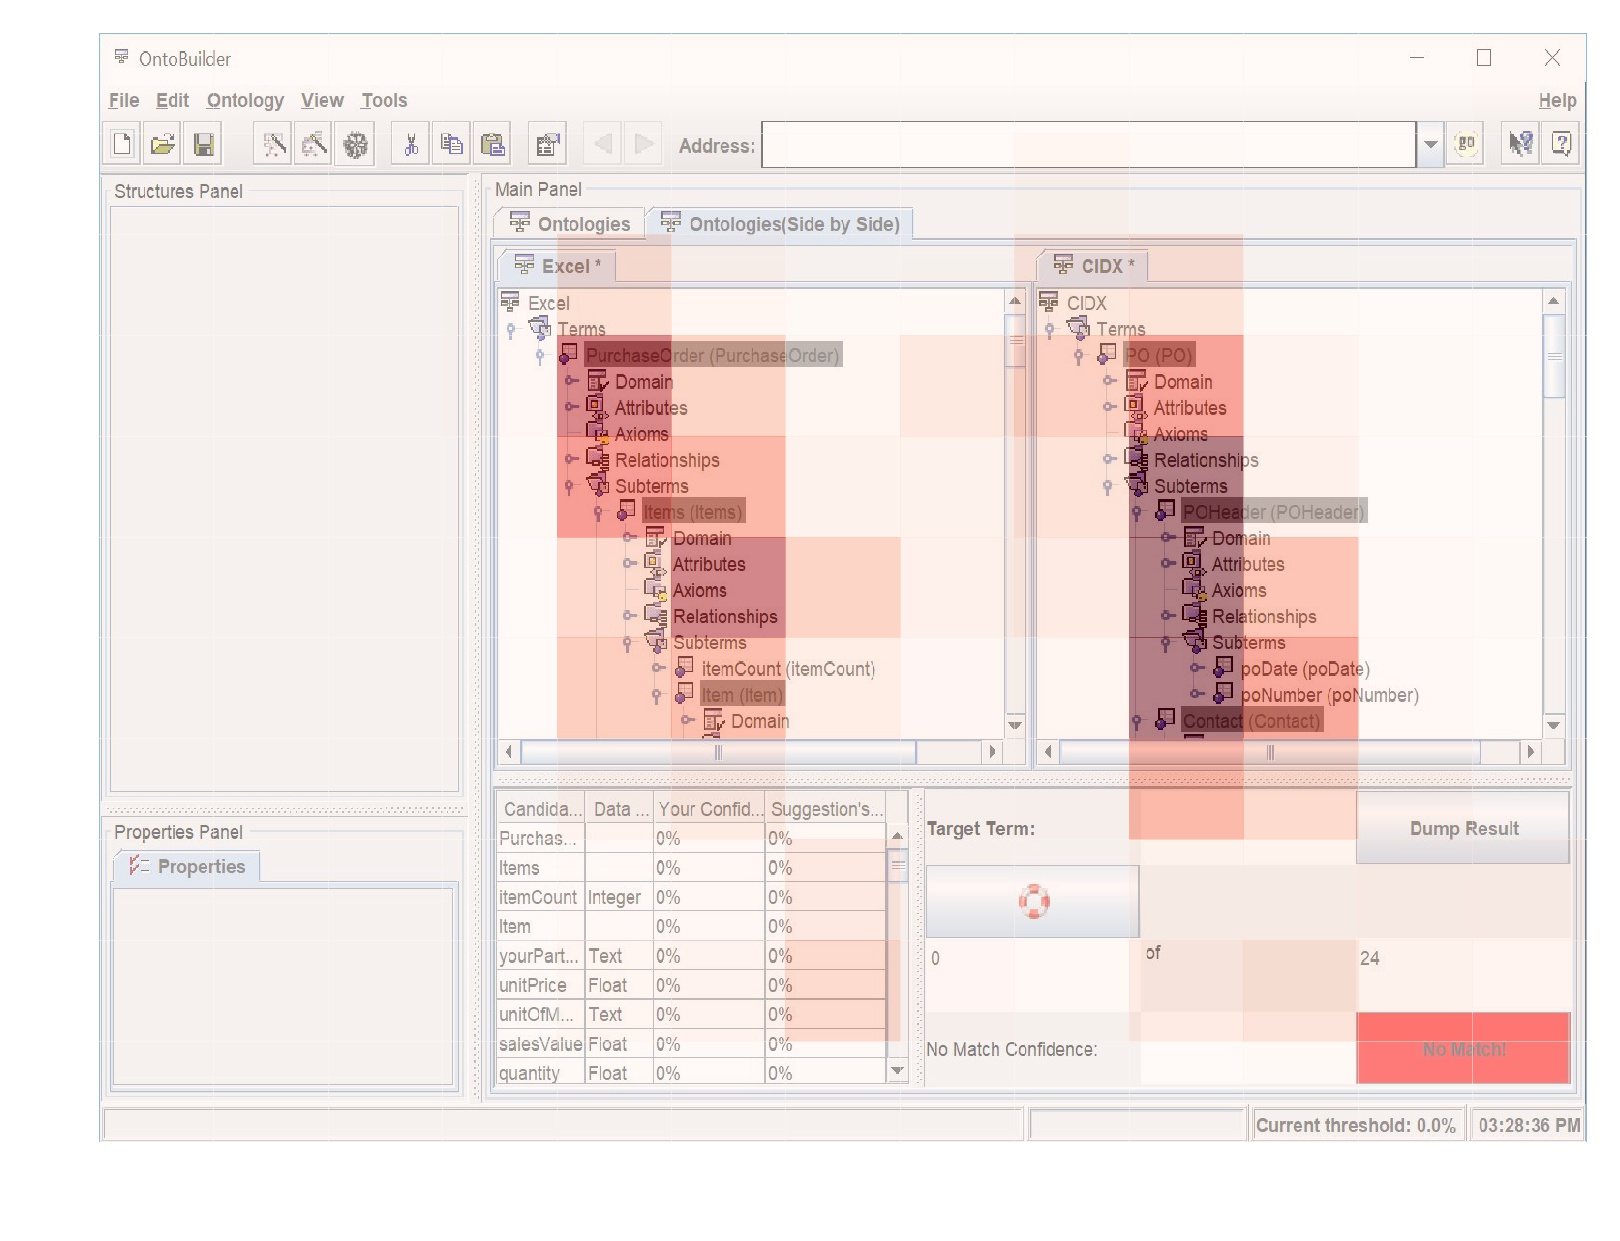 OntoBuilder
File Edit Ontology View Tools Help
Address: go
Structures Panel
Main Panel
Ontologies Ontologies(Side by Side)
Excel *
Excel
Terms
PurchaseOrder (PurchaseOrder)
Domain
Attributes
Axioms
Relationships
Subterms
Items (Items)
Domain
Attributes
Axioms
Relationships
Subterms
itemCount (itemCount)
Item (Item)
Domain
CIDX *
CIDX
Terms
PO (PO)
Domain
Attributes
Axioms
Relationships
Subterms
POHeader (POHeader)
Domain
Attributes
Axioms
Relationships
Subterms
poDate (poDate)
poNumber (poNumber)
Contact (Contact)
Properties Panel
Properties
Candida... Data ... Your Confid... Suggestion's...
Purchas... 0% 0%
Items 0% 0%
itemCount Integer 0% 0%
Item 0% 0%
yourPart... Text 0% 0%
unitPrice Float 0% 0%
unitOfM... Text 0% 0%
salesValue Float 0% 0%
quantity Float 0% 0%
Target Term: Dump Result
0 of 24
No Match Confidence: No Match!
Current threshold: 0.0% 03:28:36 PM